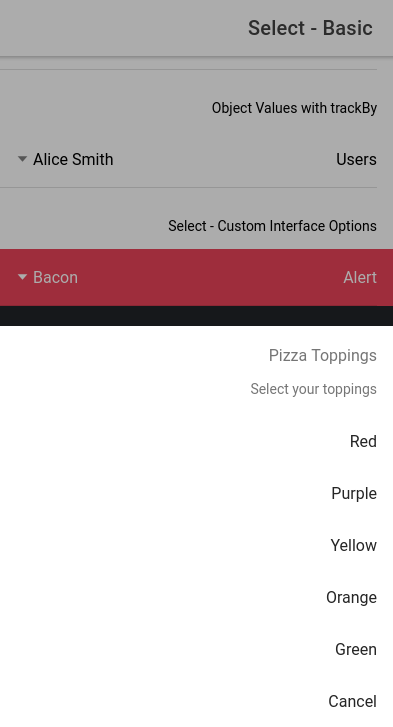 Select - Basic
Object Values with trackBy
Users
Alice Smith
Select - Custom Interface Options
Alert
Bacon
Pizza Toppings
Select your toppings
Red
Purple
Yellow
Orange
Green
Cancel